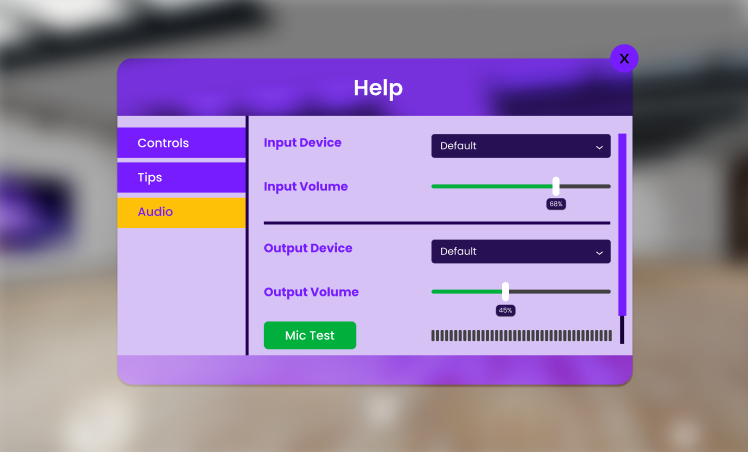 X
Help
Controls
Tips
Audio
Input Device
Default
Input Volume
68%
Output Device
Default
Output Volume
45%
Mic Test